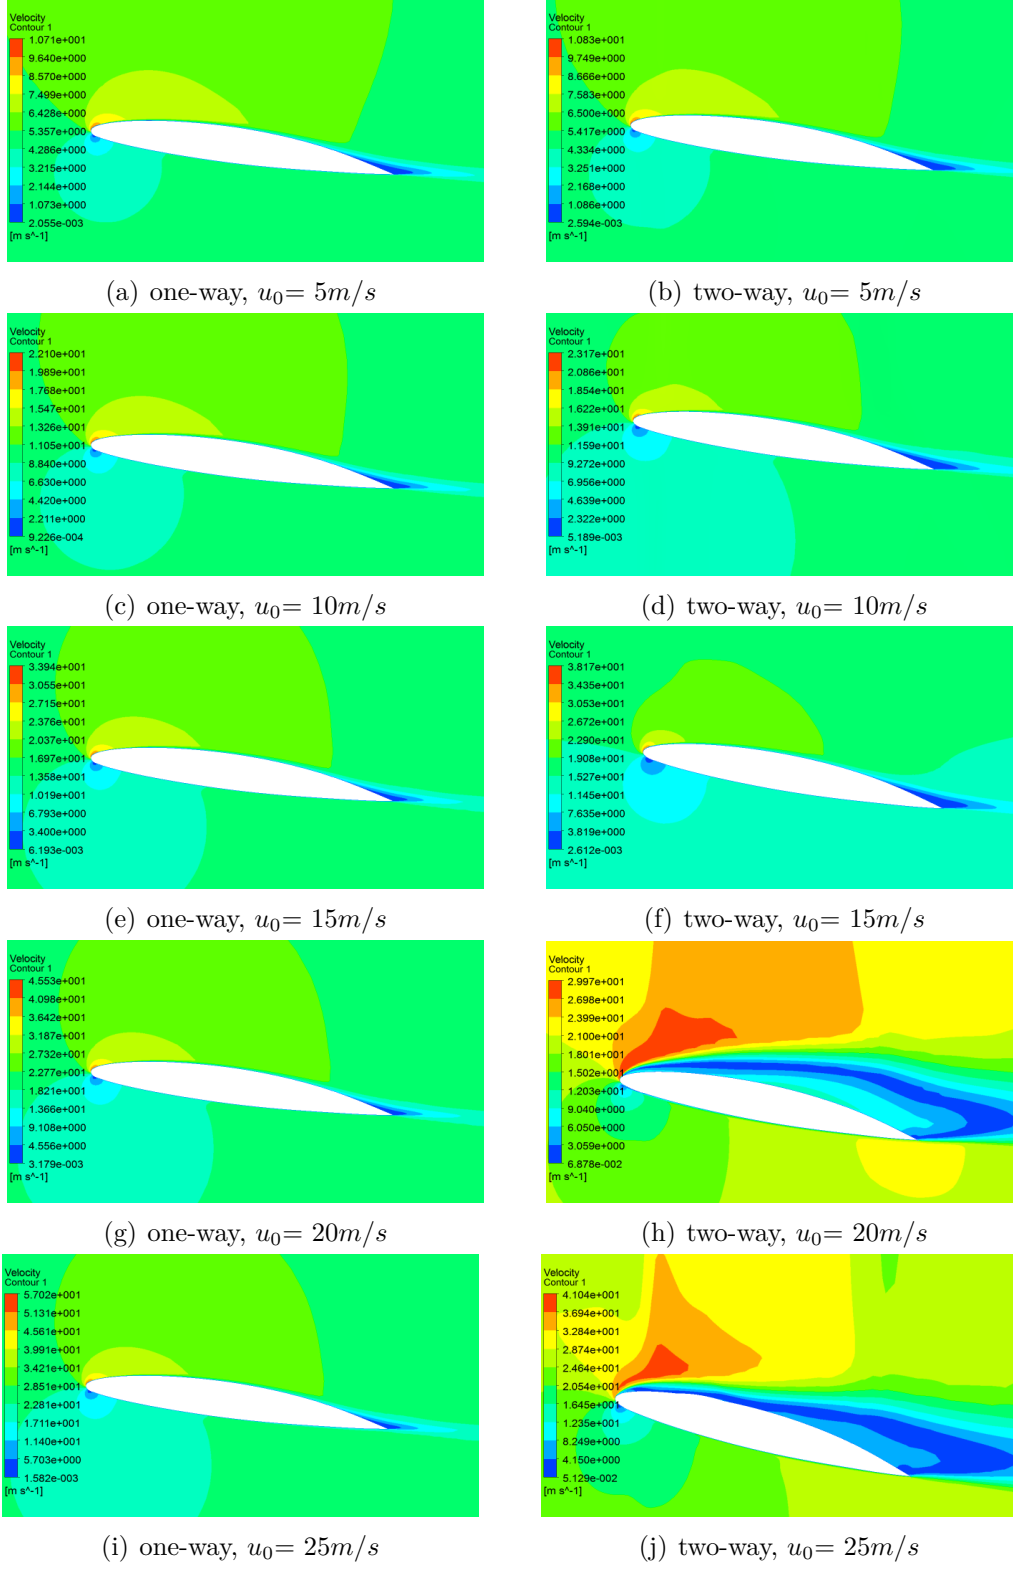 Velocity
Contour 1
1.071e+001
9.640e+000
8.570e+000
7.499e+000
6.428e+000
5.357e+000
4.286e+000
3.215e+000
2.144e+000
1.073e+000
2.055e-003
[m s^-1]
(a) one-way, u₀= 5m/s
Velocity
Contour 1
1.083e+001
9.749e+000
8.666e+000
7.583e+000
6.500e+000
5.417e+000
4.334e+000
3.251e+000
2.168e+000
1.086e+000
2.594e-003
[m s^-1]
(b) two-way, u₀= 5m/s
Velocity
Contour 1
2.210e+001
1.989e+001
1.768e+001
1.547e+001
1.326e+001
1.105e+001
8.840e+000
6.630e+000
4.420e+000
2.211e+000
9.226e-004
[m s^-1]
(c) one-way, u₀= 10m/s
Velocity
Contour 1
2.317e+001
2.086e+001
1.854e+001
1.622e+001
1.391e+001
1.159e+001
9.272e+000
6.956e+000
4.639e+000
2.322e+000
5.189e-003
[m s^-1]
(d) two-way, u₀= 10m/s
Velocity
Contour 1
3.394e+001
3.055e+001
2.715e+001
2.376e+001
2.037e+001
1.697e+001
1.358e+001
1.019e+001
6.793e+000
3.400e+000
6.193e-003
[m s^-1]
(e) one-way, u₀= 15m/s
Velocity
Contour 1
3.817e+001
3.435e+001
3.053e+001
2.672e+001
2.290e+001
1.908e+001
1.527e+001
1.145e+001
7.635e+000
3.819e+000
2.612e-003
[m s^-1]
(f) two-way, u₀= 15m/s
Velocity
Contour 1
4.553e+001
4.098e+001
3.642e+001
3.187e+001
2.732e+001
2.277e+001
1.821e+001
1.366e+001
9.108e+000
4.556e+000
3.179e-003
[m s^-1]
(g) one-way, u₀= 20m/s
Velocity
Contour 1
2.997e+001
2.698e+001
2.399e+001
2.100e+001
1.801e+001
1.502e+001
1.203e+001
9.040e+000
6.050e+000
3.059e+000
6.878e-002
[m s^-1]
(h) two-way, u₀= 20m/s
Velocity
Contour 1
5.702e+001
5.131e+001
4.561e+001
3.991e+001
3.421e+001
2.851e+001
2.281e+001
1.711e+001
1.140e+001
5.703e+000
1.582e-003
[m s^-1]
(i) one-way, u₀= 25m/s
Velocity
Contour 1
4.104e+001
3.694e+001
3.284e+001
2.874e+001
2.464e+001
2.054e+001
1.645e+001
1.235e+001
8.249e+000
4.150e+000
5.129e-002
[m s^-1]
(j) two-way, u₀= 25m/s